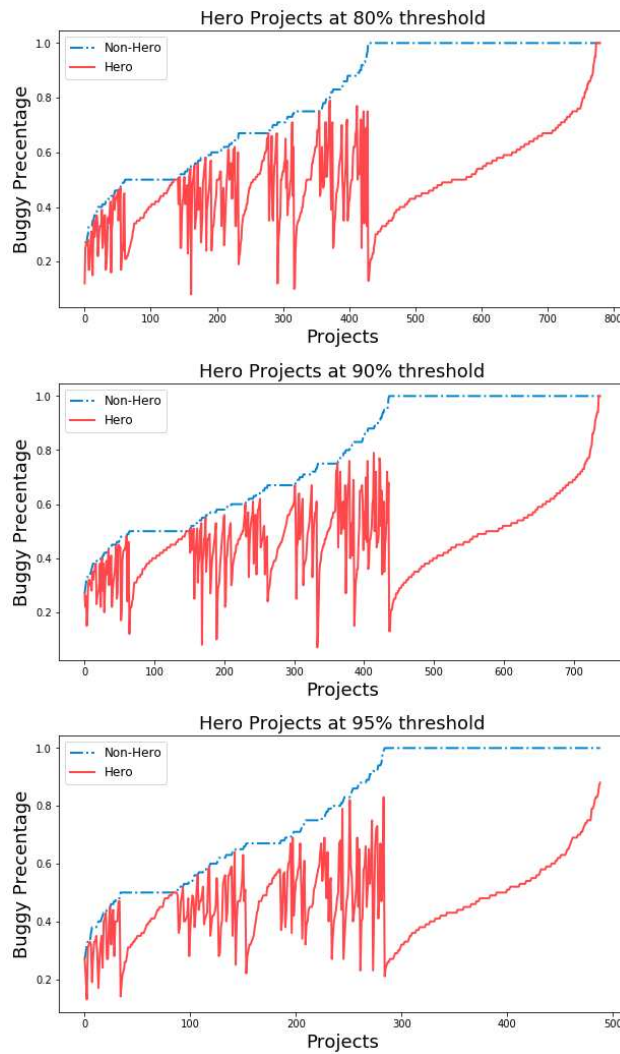 Hero Projects at 80% threshold
Non-Hero
Hero
Buggy Precentage
1.0
0.8
0.6
0.4
0.2
0 100 200 300 400 500 600 700 800
Projects
Hero Projects at 90% threshold
Non-Hero
Hero
Buggy Precentage
1.0
0.8
0.6
0.4
0.2
0 100 200 300 400 500 600 700
Projects
Hero Projects at 95% threshold
Non-Hero
Hero
Buggy Precentage
1.0
0.8
0.6
0.4
0.2
0 100 200 300 400 500
Projects